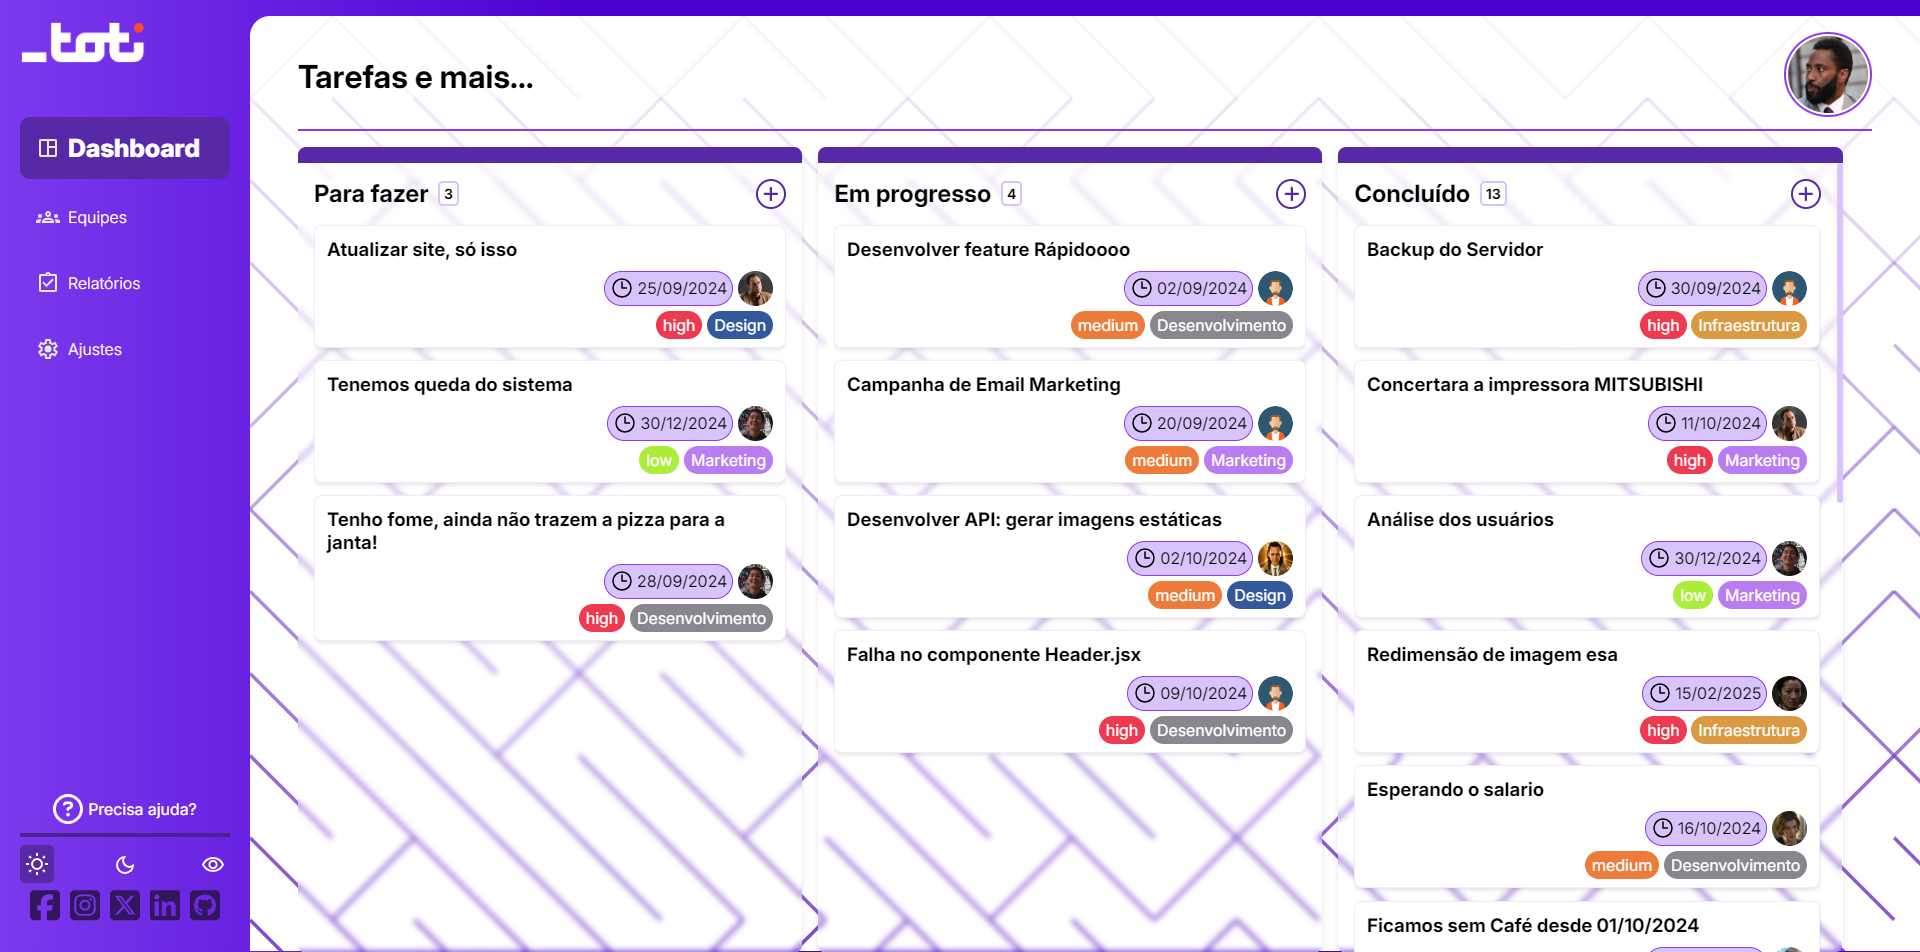 _toti
Dashboard
Equipes
Relatórios
Ajustes
Precisa ajuda?
Tarefas e mais...
Para fazer 3
Atualizar site, só isso
25/09/2024
high Design
Tenemos queda do sistema
30/12/2024
low Marketing
Tenho fome, ainda não trazem a pizza para a
janta!
28/09/2024
high Desenvolvimento
Em progresso 4
Desenvolver feature Rápidoooo
02/09/2024
medium Desenvolvimento
Campanha de Email Marketing
20/09/2024
medium Marketing
Desenvolver API: gerar imagens estáticas
02/10/2024
medium Design
Falha no componente Header.jsx
09/10/2024
high Desenvolvimento
Concluído 13
Backup do Servidor
30/09/2024
high Infraestrutura
Concertara a impressora MITSUBISHI
11/10/2024
high Marketing
Análise dos usuários
30/12/2024
low Marketing
Redimensão de imagem esa
15/02/2025
high Infraestrutura
Esperando o salario
16/10/2024
medium Desenvolvimento
Ficamos sem Café desde 01/10/2024